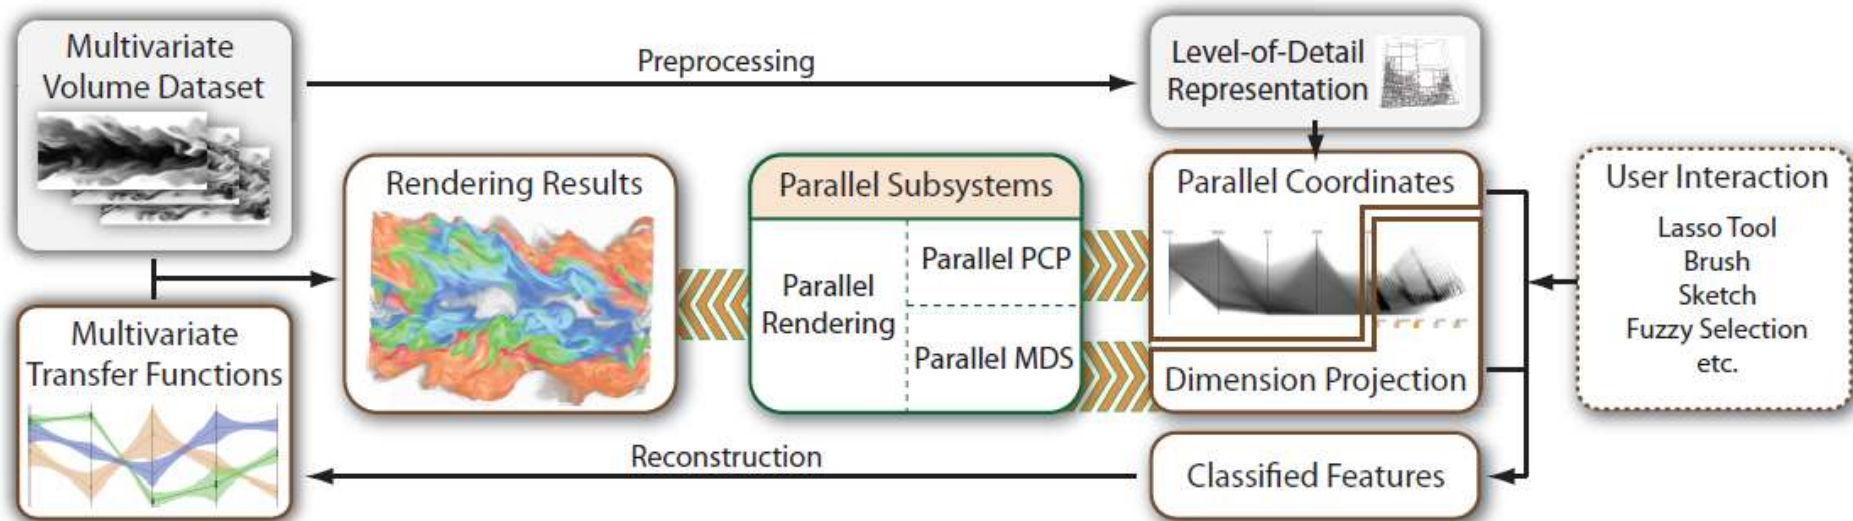 Multivariate
Volume Dataset
Preprocessing
Level-of-Detail
Representation
Rendering Results
Parallel Subsystems
Parallel
Rendering
Parallel PCP
Parallel MDS
Parallel Coordinates
Dimension Projection
User Interaction
Lasso Tool
Brush
Sketch
Fuzzy Selection
etc.
Multivariate
Transfer Functions
Reconstruction
Classified Features